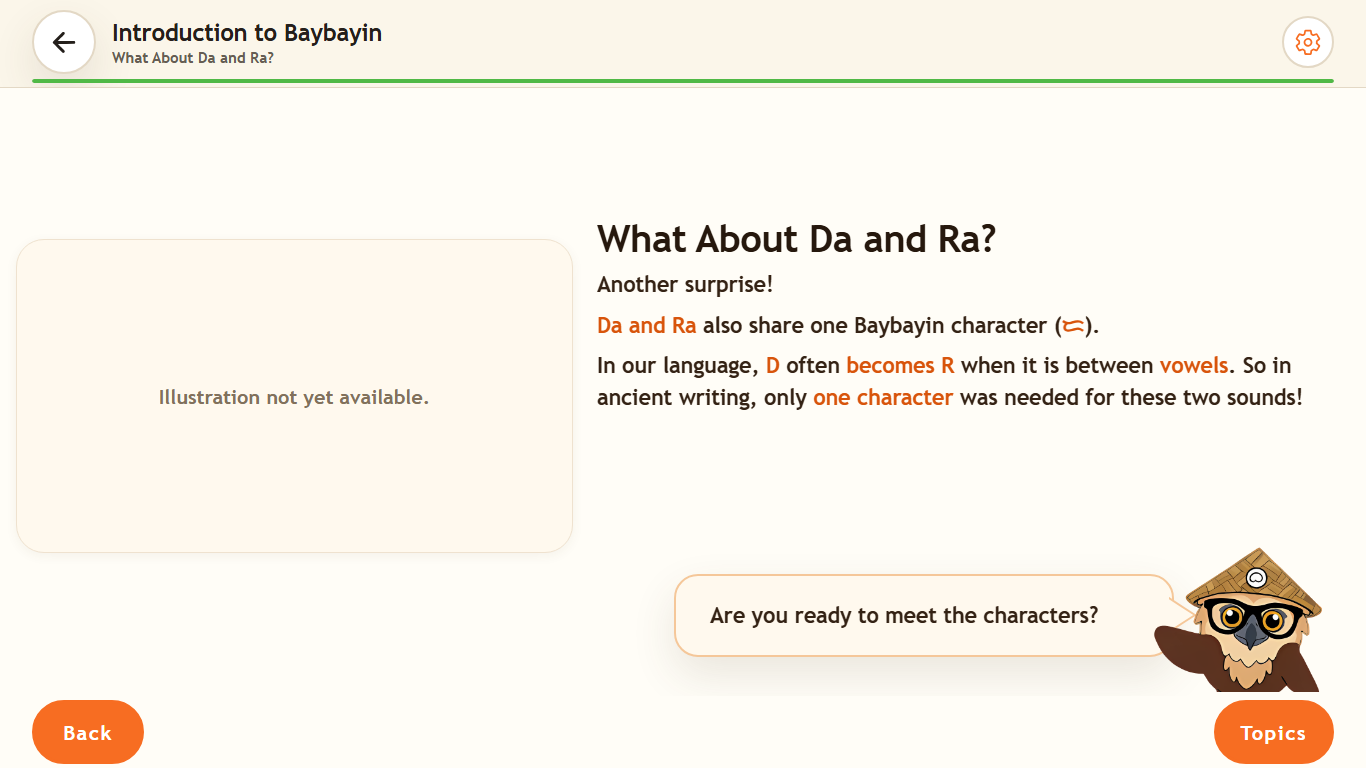 Introduction to Baybayin
What About Da and Ra?
Illustration not yet available.
What About Da and Ra?
Another surprise!
Da and Ra also share one Baybayin character (ᜇ).
In our language, D often becomes R when it is between vowels. So in
ancient writing, only one character was needed for these two sounds!
Are you ready to meet the characters?
Back
Topics